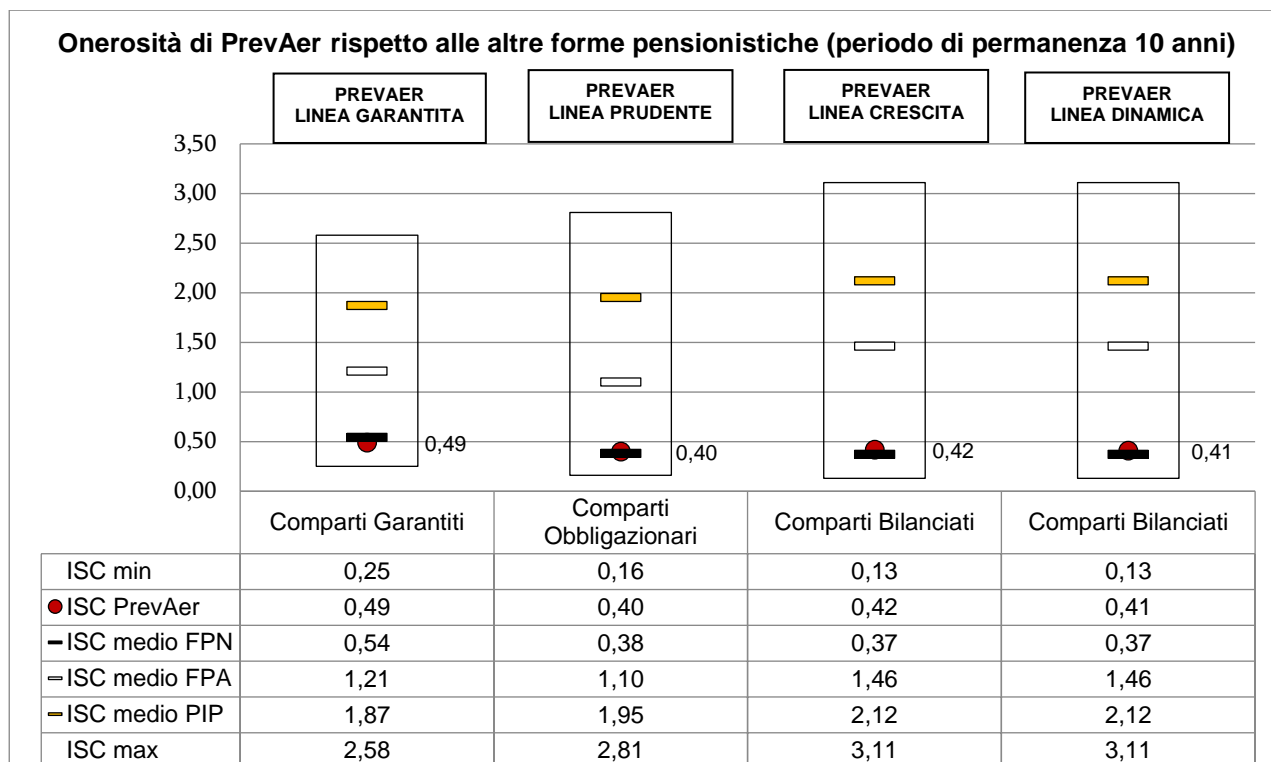 Onerosità di PrevAer rispetto alle altre forme pensionistiche (periodo di permanenza 10 anni)
PREVAER
LINEA GARANTITA
PREVAER
LINEA PRUDENTE
PREVAER
LINEA CRESCITA
PREVAER
LINEA DINAMICA
3,50
3,00
2,50
2,00
1,50
1,00
0,50
0,00
0,49
0,40
0,42
0,41
Comparti Garantiti
Comparti
Obbligazionari
Comparti Bilanciati
Comparti Bilanciati
ISC min 0,25 0,16 0,13 0,13
ISC PrevAer 0,49 0,40 0,42 0,41
ISC medio FPN 0,54 0,38 0,37 0,37
ISC medio FPA 1,21 1,10 1,46 1,46
ISC medio PIP 1,87 1,95 2,12 2,12
ISC max 2,58 2,81 3,11 3,11